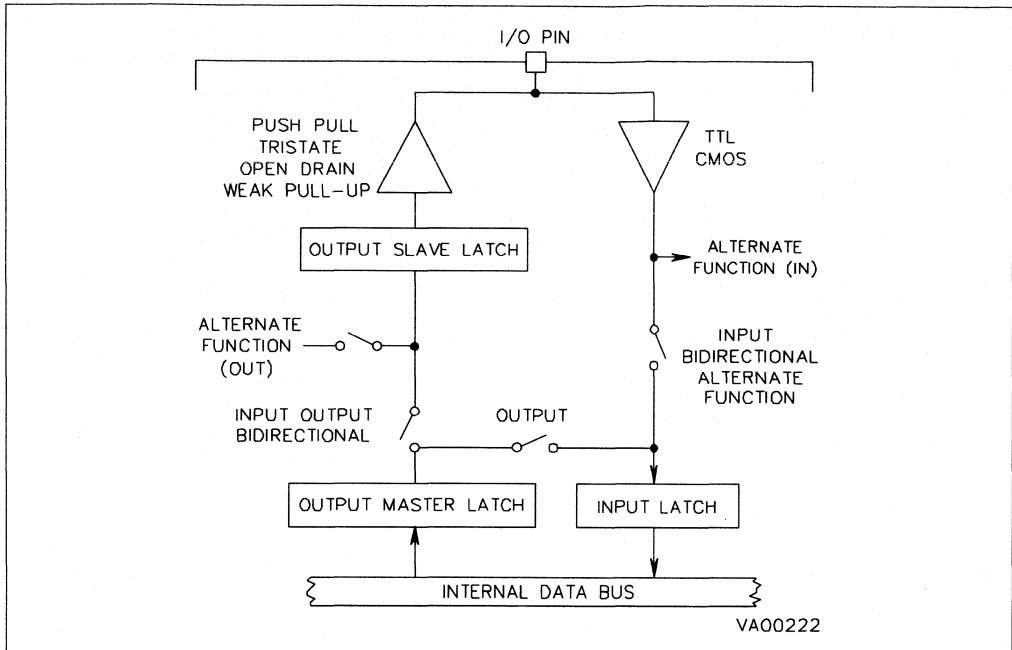 I/O PIN
PUSH PULL
TRISTATE
OPEN DRAIN
WEAK PULL-UP
TTL
CMOS
OUTPUT SLAVE LATCH
ALTERNATE
FUNCTION (IN)
ALTERNATE
FUNCTION
(OUT)
INPUT
BIDIRECTIONAL
ALTERNATE
FUNCTION
INPUT OUTPUT
BIDIRECTIONAL
OUTPUT
OUTPUT MASTER LATCH
INPUT LATCH
INTERNAL DATA BUS
VA00222